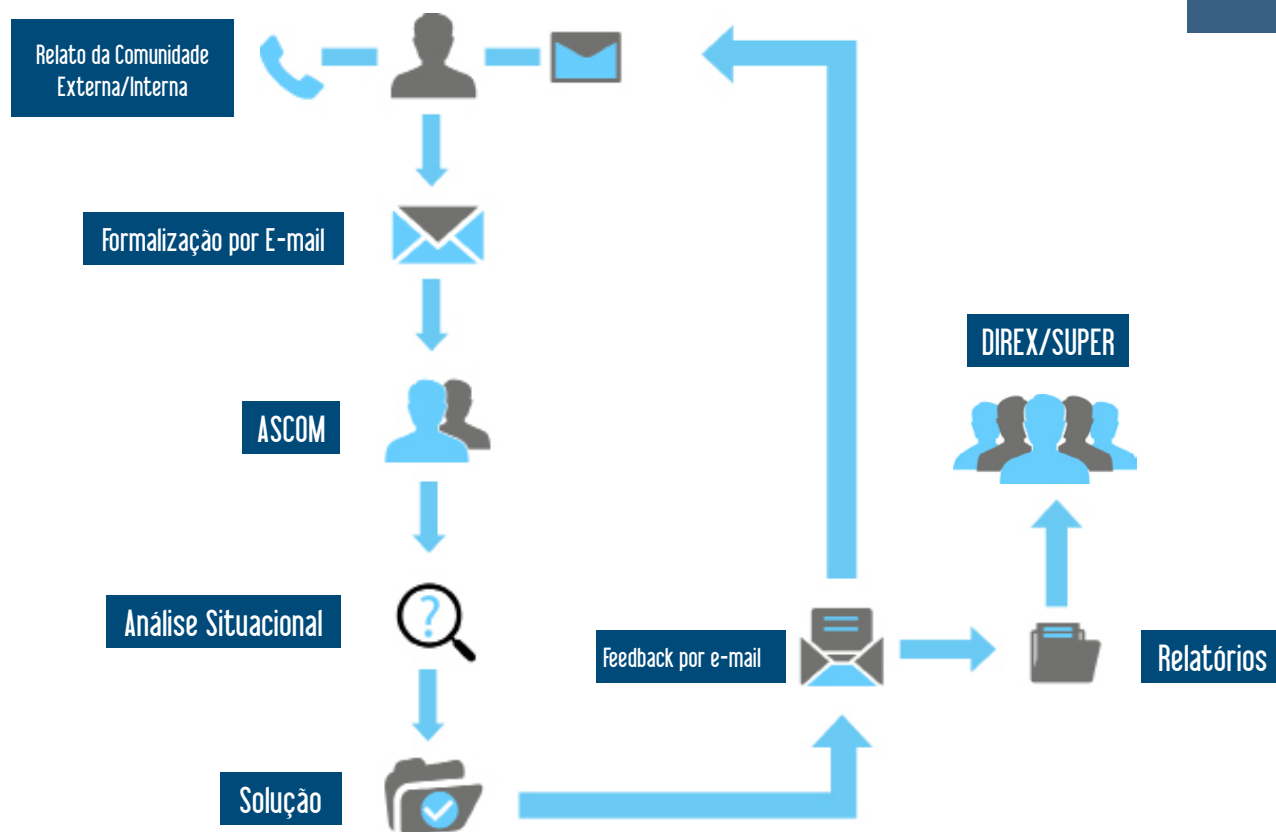 Relato da Comunidade
Externa/Interna
Formalização por E-mail
ASCOM
Análise Situacional
Solução
Feedback por e-mail
Relatórios
DIREX/SUPER
?